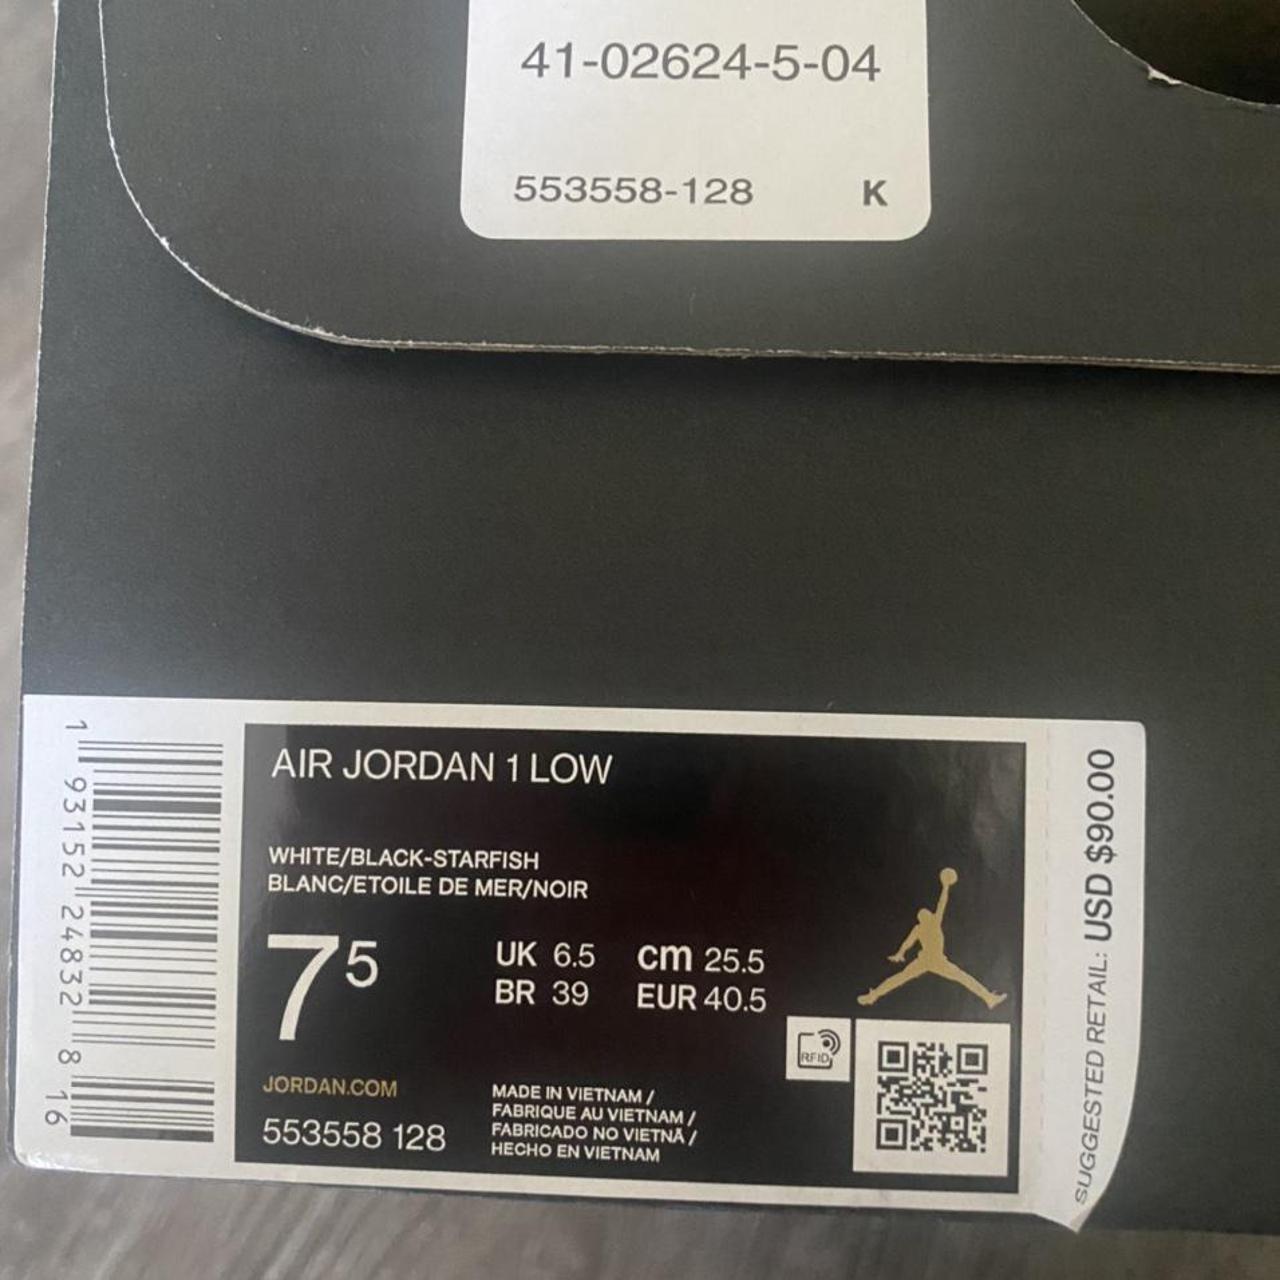 41-02624-5-04
553558-128 K
AIR JORDAN 1 LOW
WHITE/BLACK-STARFISH
BLANC/ETOILE DE MER/NOIR
7 5
UK 6.5 cm 25.5
BR 39 EUR 40.5
RFID
JORDAN.COM
553558 128
MADE IN VIETNAM /
FABRIQUE AU VIETNAM /
FABRICADO NO VIETNÃ /
HECHO EN VIETNAM
1 93152 24832 8 16
SUGGESTED RETAIL: USD $90.00